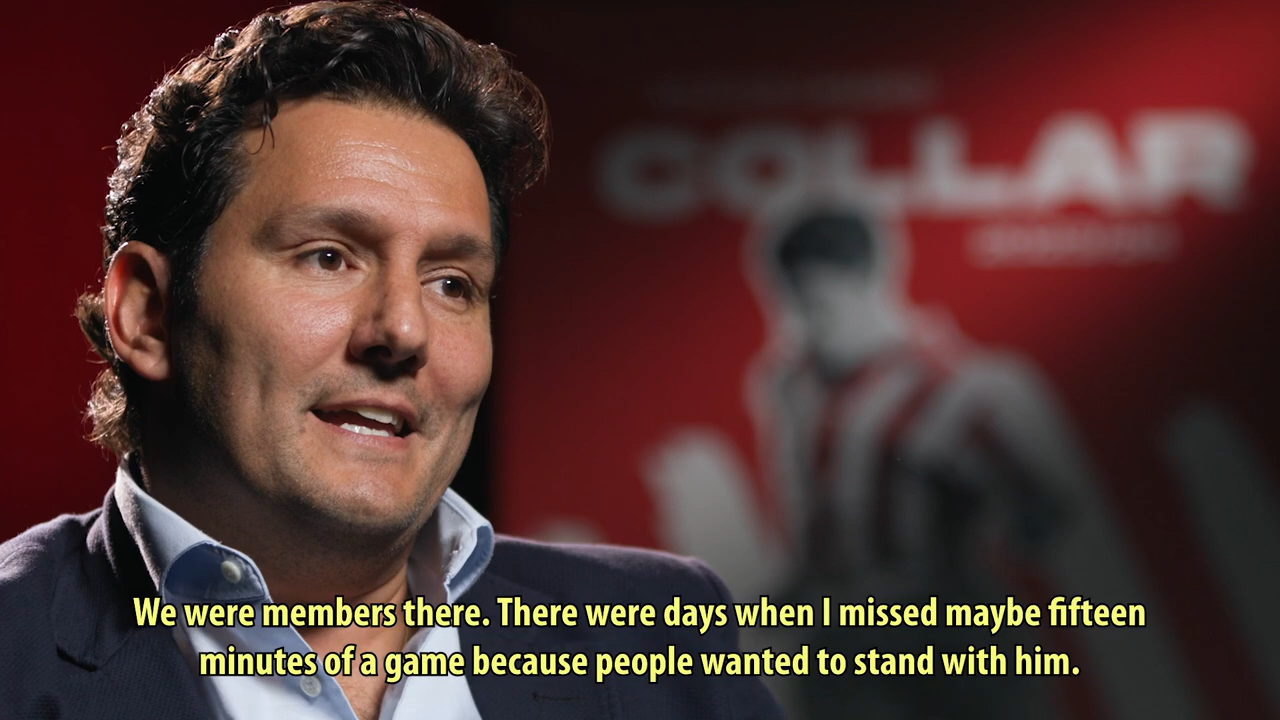 COLLAR
We were members there. There were days when I missed maybe fifteen
minutes of a game because people wanted to stand with him.